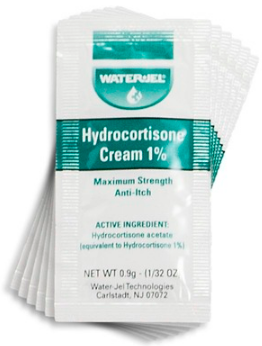 WATER·JEL®
Hydrocortisone
Cream 1%
Maximum Strength
Anti-Itch
ACTIVE INGREDIENT:
Hydrocortisone acetate
(equivalent to Hydrocortisone 1%)
NET WT 0.9g - (1/32 OZ
Water-Jel Technologies
Carlstadt, NJ 07072